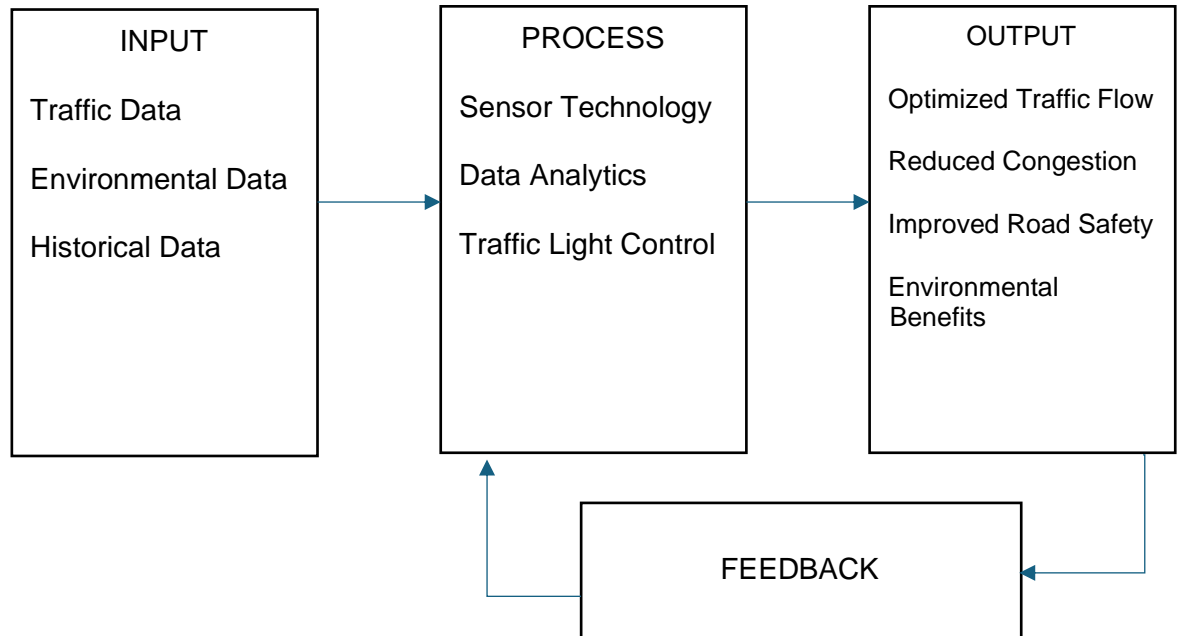 INPUT
Traffic Data
Environmental Data
Historical Data
PROCESS
Sensor Technology
Data Analytics
Traffic Light Control
OUTPUT
Optimized Traffic Flow
Reduced Congestion
Improved Road Safety
Environmental
Benefits
FEEDBACK